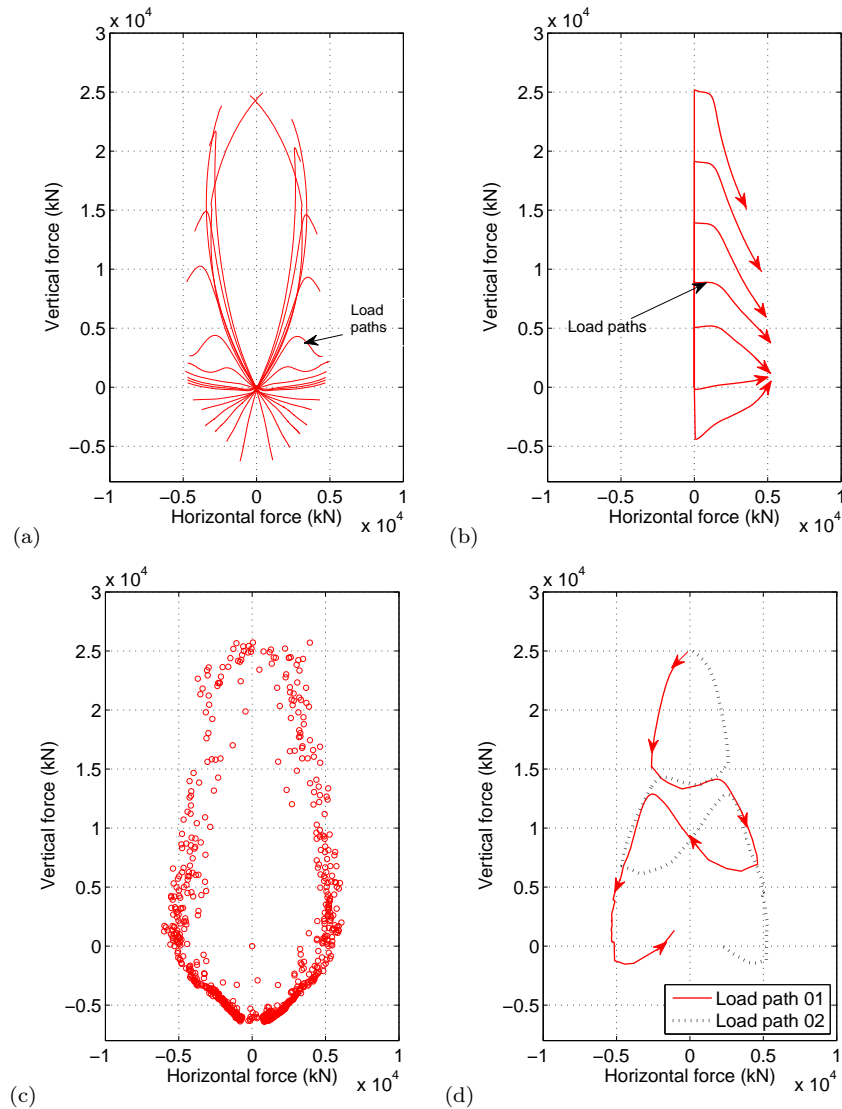 x 10^4
3
2.5
2
1.5
1
0.5
0
−0.5
Vertical force (kN)
Load
paths
−1 −0.5 0 0.5 1
Horizontal force (kN)
x 10^4
(a)
x 10^4
3
2.5
2
1.5
1
0.5
0
−0.5
Vertical force (kN)
Load paths
−1 −0.5 0 0.5 1
Horizontal force (kN)
x 10^4
(b)
x 10^4
3
2.5
2
1.5
1
0.5
0
−0.5
Vertical force (kN)
−1 −0.5 0 0.5 1
Horizontal force (kN)
x 10^4
(c)
x 10^4
3
2.5
2
1.5
1
0.5
0
−0.5
Vertical force (kN)
Load path 01
Load path 02
−1 −0.5 0 0.5 1
Horizontal force (kN)
x 10^4
(d)